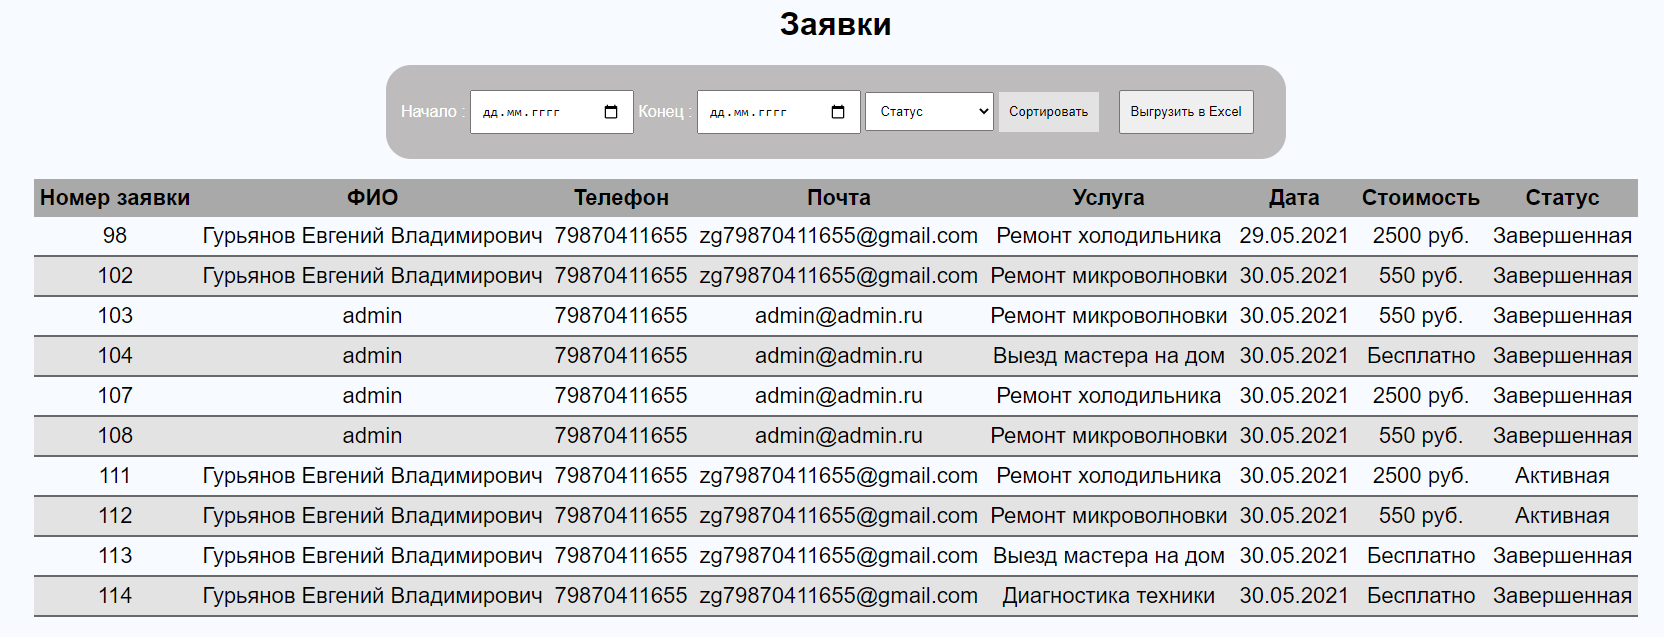 Заявки
Начало : дд.мм.гггг Конец : дд.мм.гггг Статус Сортировать Выгрузить в Excel
Номер заявки ФИО Телефон Почта Услуга Дата Стоимость Статус
98 Гурьянов Евгений Владимирович 79870411655 zg79870411655@gmail.com Ремонт холодильника 29.05.2021 2500 руб. Завершенная
102 Гурьянов Евгений Владимирович 79870411655 zg79870411655@gmail.com Ремонт микроволновки 30.05.2021 550 руб. Завершенная
103 admin 79870411655 admin@admin.ru Ремонт микроволновки 30.05.2021 550 руб. Завершенная
104 admin 79870411655 admin@admin.ru Выезд мастера на дом 30.05.2021 Бесплатно Завершенная
107 admin 79870411655 admin@admin.ru Ремонт холодильника 30.05.2021 2500 руб. Завершенная
108 admin 79870411655 admin@admin.ru Ремонт микроволновки 30.05.2021 550 руб. Завершенная
111 Гурьянов Евгений Владимирович 79870411655 zg79870411655@gmail.com Ремонт холодильника 30.05.2021 2500 руб. Активная
112 Гурьянов Евгений Владимирович 79870411655 zg79870411655@gmail.com Ремонт микроволновки 30.05.2021 550 руб. Активная
113 Гурьянов Евгений Владимирович 79870411655 zg79870411655@gmail.com Выезд мастера на дом 30.05.2021 Бесплатно Завершенная
114 Гурьянов Евгений Владимирович 79870411655 zg79870411655@gmail.com Диагностика техники 30.05.2021 Бесплатно Завершенная